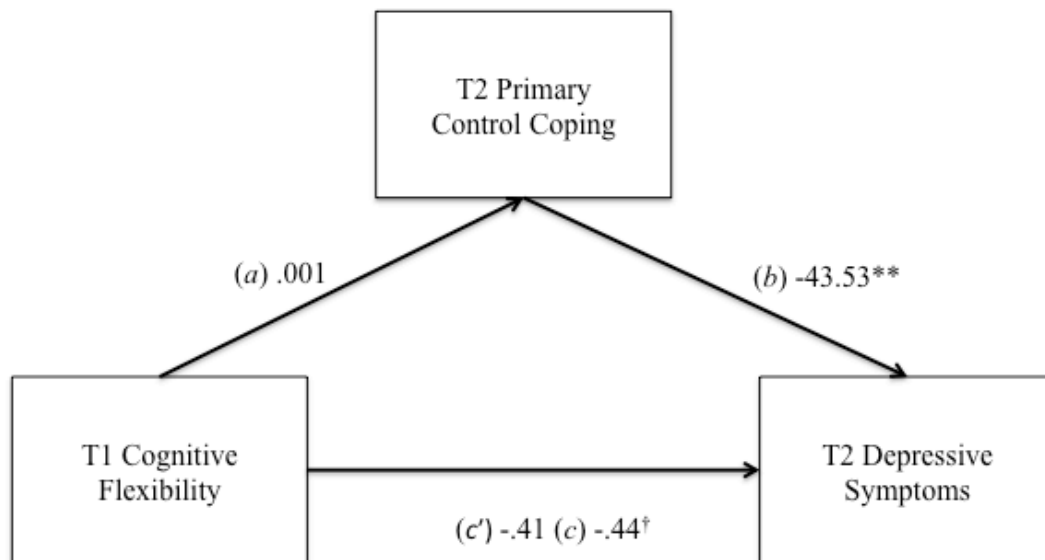 T2 Primary
Control Coping
(a) .001
(b) -43.53**
T1 Cognitive
Flexibility
T2 Depressive
Symptoms
(c') -.41 (c) -.44†